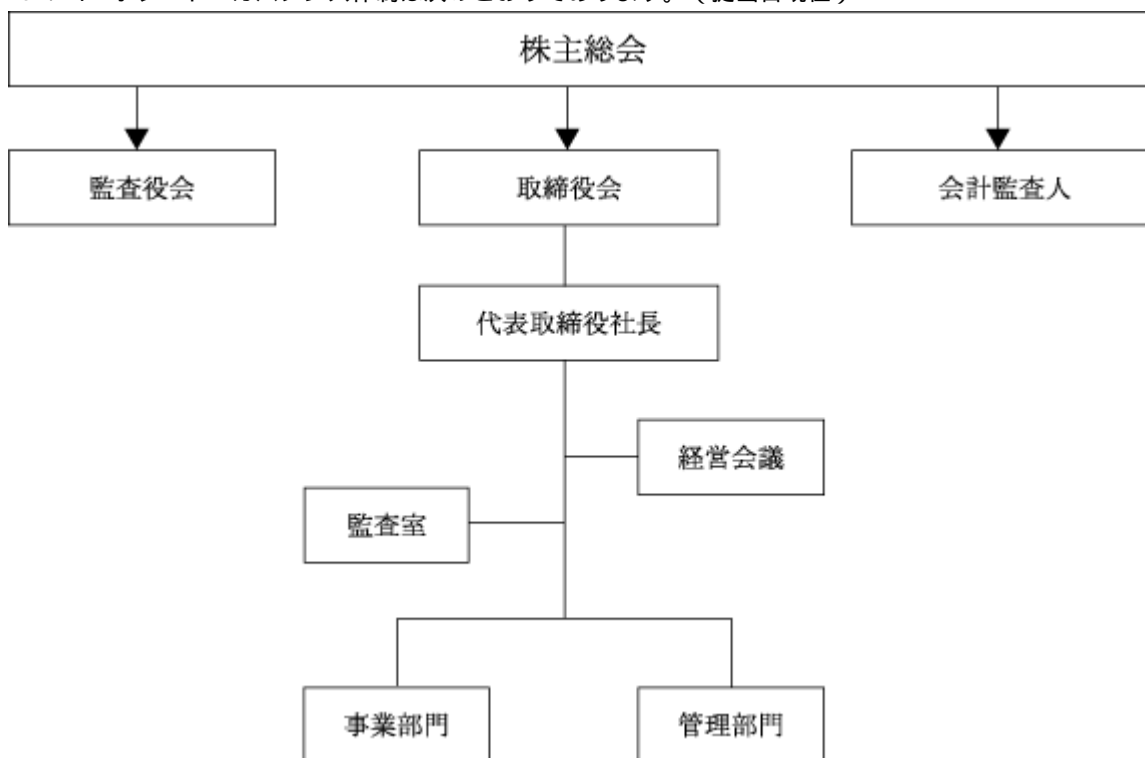 株主総会
監査役会
取締役会
会計監査人
代表取締役社長
経営会議
監査室
事業部門
管理部門